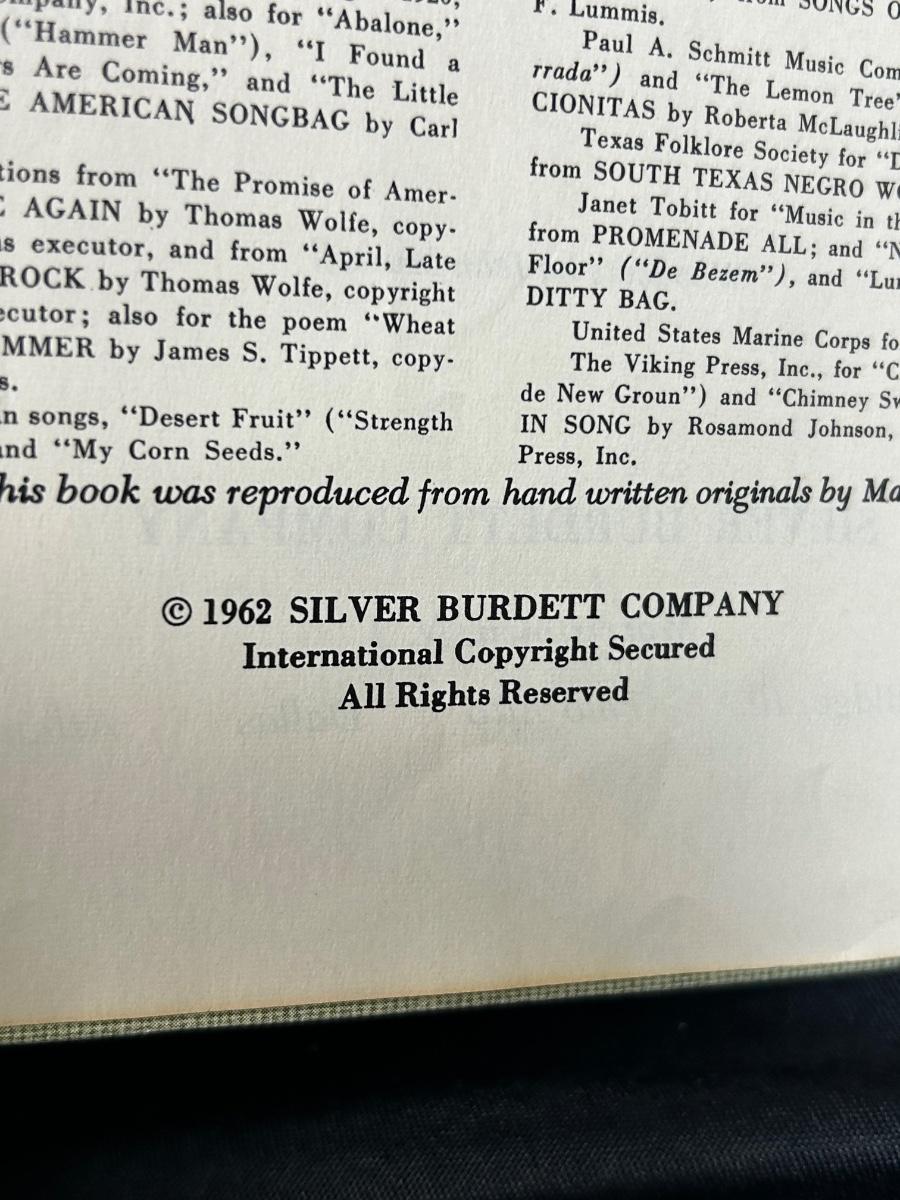 Inc.; also for “Abalone,”
(“Hammer Man”), “I Found a
Are Coming,” and “The Little
AMERICAN SONGBAG by Carl
from “The Promise of Amer-
AGAIN by Thomas Wolfe, copy-
executor, and from “April, Late
ROCK by Thomas Wolfe, copyright
also for the poem “Wheat
by James S. Tippett, copy-
songs, “Desert Fruit” (“Strength
“My Corn Seeds.”
F. Lummis.
Paul A. Schmitt Music Com
rrada”) and “The Lemon Tree”
CIONITAS by Roberta McLaughli
Texas Folklore Society for “D
from SOUTH TEXAS NEGRO WO
Janet Tobitt for “Music in th
from PROMENADE ALL; and “N
Floor” (“De Bezem”), and “Lu
DITTY BAG.
United States Marine Corps fo
The Viking Press, Inc., for “C
de New Groun”) and “Chimney Sw
IN SONG by Rosamond Johnson,
Press, Inc.
his book was reproduced from hand written originals by Ma
© 1962 SILVER BURDETT COMPANY
International Copyright Secured
All Rights Reserved